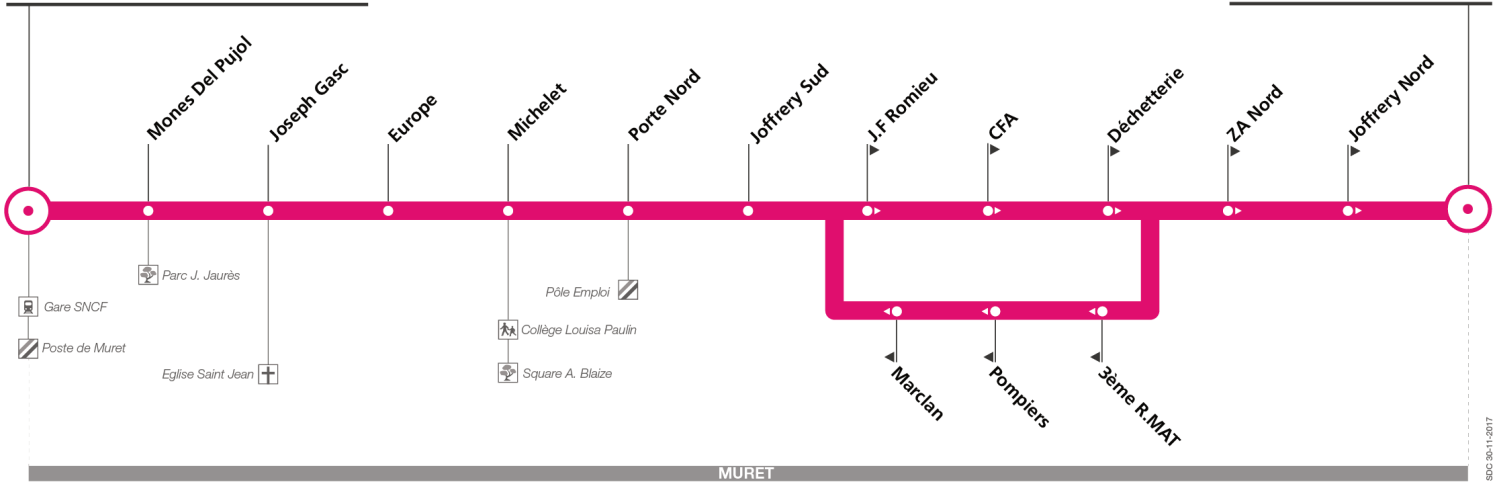 Mones Del Pujol
Joseph Gasc
Europe
Michelet
Porte Nord
Joffrery Sud
J.F Romieu
CFA
Déchetterie
ZA Nord
Joffrery Nord
Parc J. Jaurès
Gare SNCF
Poste de Muret
Eglise Saint Jean
Pôle Emploi
Collège Louisa Paulin
Square A. Blaize
Marclan
Pompiers
3ème R.MAT
MURET
SDC 30-11-2017